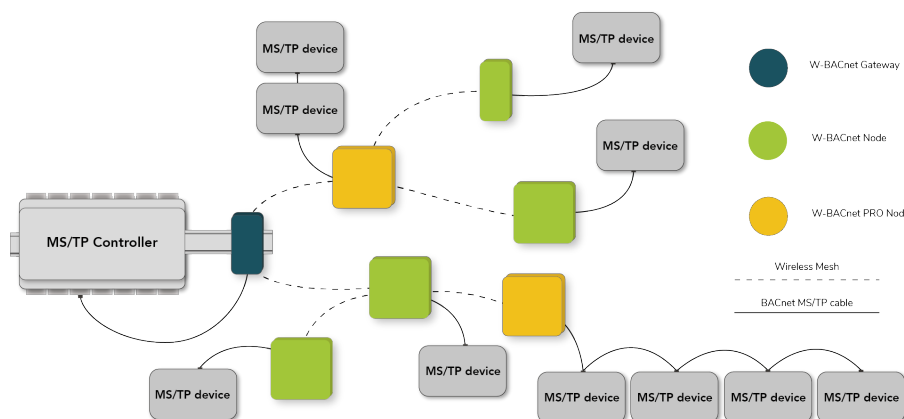 MS/TP device
MS/TP device
MS/TP device
W-BACnet Gateway
MS/TP device
W-BACnet Node
MS/TP device
W-BACnet PRO Nod
MS/TP Controller
Wireless Mesh
BACnet MS/TP cable
MS/TP device
MS/TP device
MS/TP device
MS/TP device
MS/TP device
MS/TP device